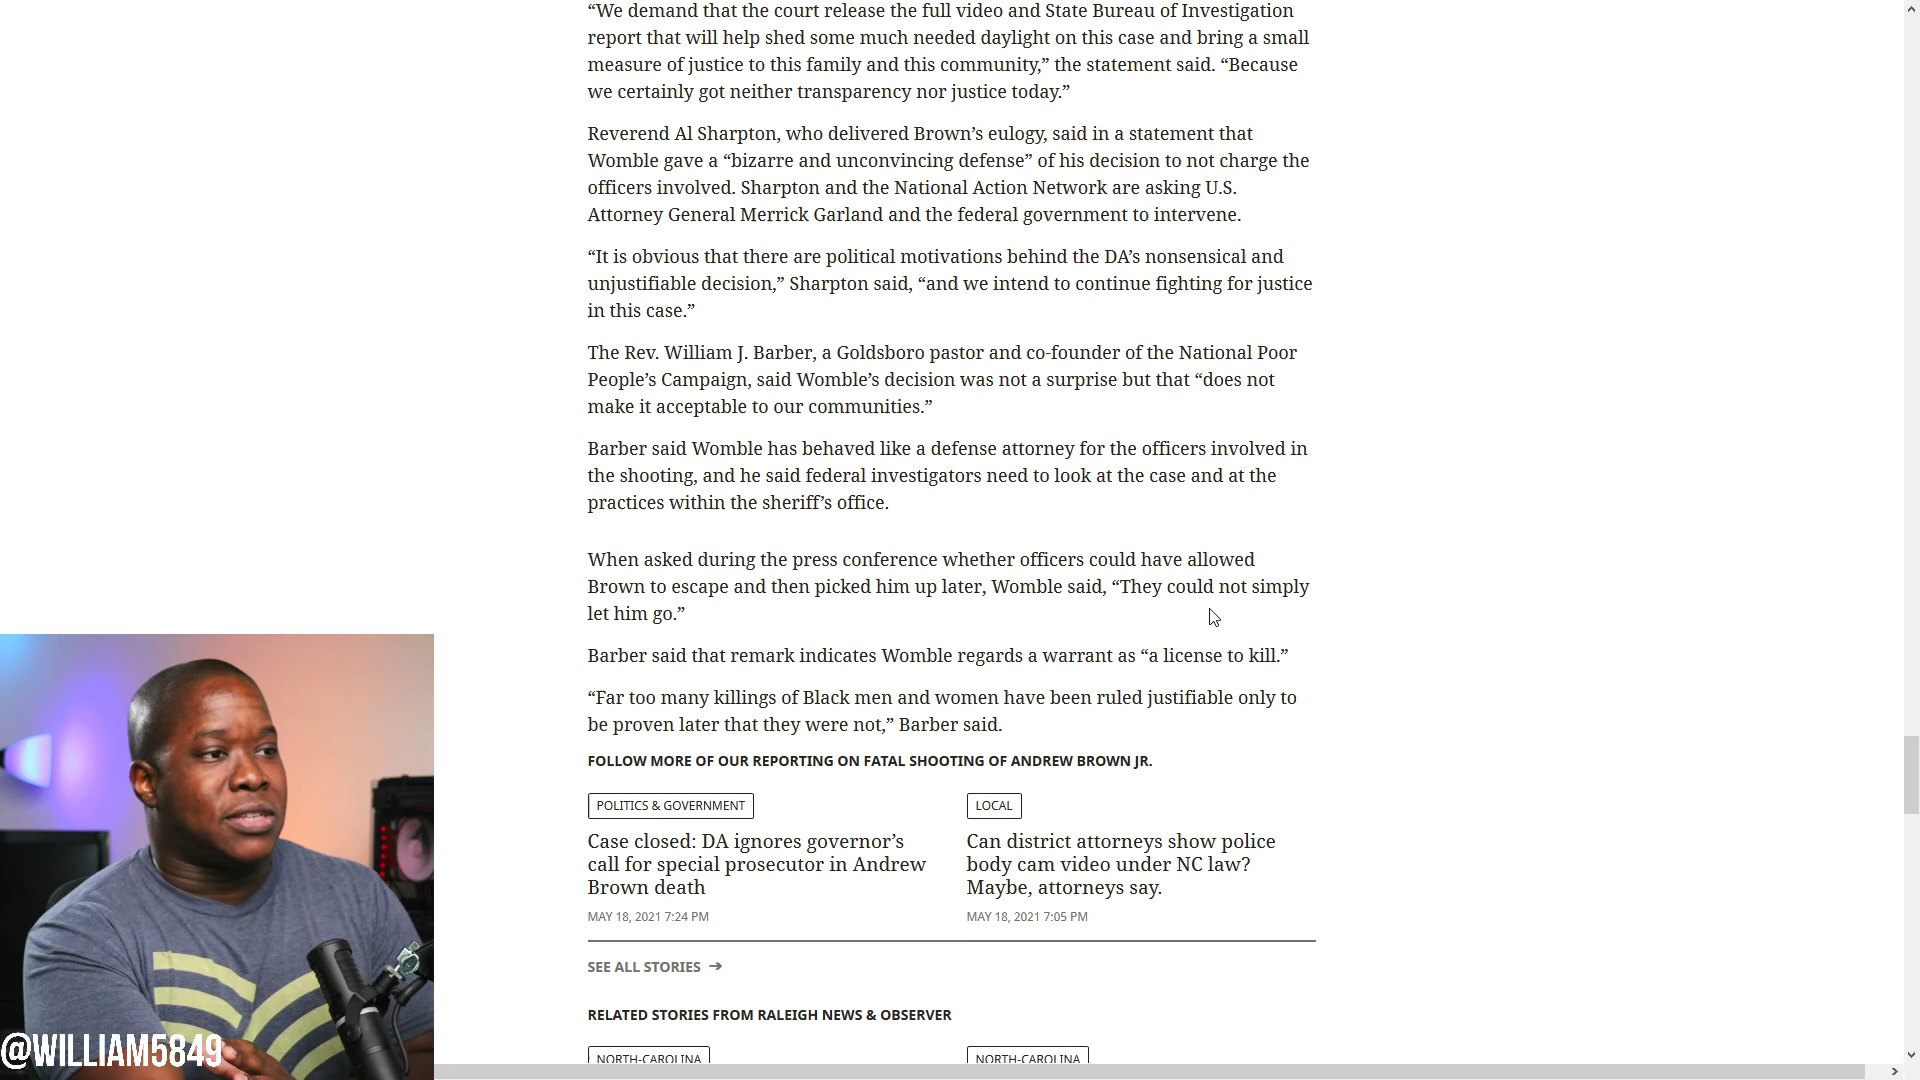 “We demand that the court release the full video and State Bureau of Investigation
report that will help shed some much needed daylight on this case and bring a small
measure of justice to this family and this community,” the statement said. “Because
we certainly got neither transparency nor justice today.”
Reverend Al Sharpton, who delivered Brown’s eulogy, said in a statement that
Womble gave a “bizarre and unconvincing defense” of his decision to not charge the
officers involved. Sharpton and the National Action Network are asking U.S.
Attorney General Merrick Garland and the federal government to intervene.
“It is obvious that there are political motivations behind the DA’s nonsensical and
unjustifiable decision,” Sharpton said, “and we intend to continue fighting for justice
in this case.”
The Rev. William J. Barber, a Goldsboro pastor and co-founder of the National Poor
People’s Campaign, said Womble’s decision was not a surprise but that “does not
make it acceptable to our communities.”
Barber said Womble has behaved like a defense attorney for the officers involved in
the shooting, and he said federal investigators need to look at the case and at the
practices within the sheriff’s office.
When asked during the press conference whether officers could have allowed
Brown to escape and then picked him up later, Womble said, “They could not simply
let him go.”
Barber said that remark indicates Womble regards a warrant as “a license to kill.”
“Far too many killings of Black men and women have been ruled justifiable only to
be proven later that they were not,” Barber said.
FOLLOW MORE OF OUR REPORTING ON FATAL SHOOTING OF ANDREW BROWN JR.
POLITICS & GOVERNMENT
Case closed: DA ignores governor’s
call for special prosecutor in Andrew
Brown death
MAY 18, 2021 7:24 PM
LOCAL
Can district attorneys show police
body cam video under NC law?
Maybe, attorneys say.
MAY 18, 2021 7:05 PM
SEE ALL STORIES →
RELATED STORIES FROM RALEIGH NEWS & OBSERVER
NORTH-CAROLINA
NORTH-CAROLINA
@WILLIAM5849